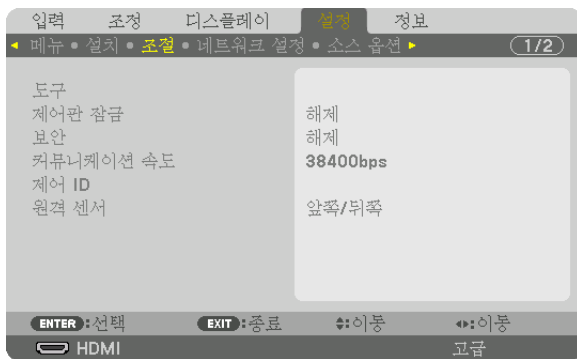 입력 조정 디스플레이 설정 정보
메뉴 • 설치 • 조절 • 네트워크 설정 • 소스 옵션 1/2
도구
제어판 잠금 해제
보안 해제
커뮤니케이션 속도 38400bps
제어 ID
원격 센서 앞쪽/뒤쪽
ENTER :선택 EXIT :종료 :이동 :이동
HDMI 고급